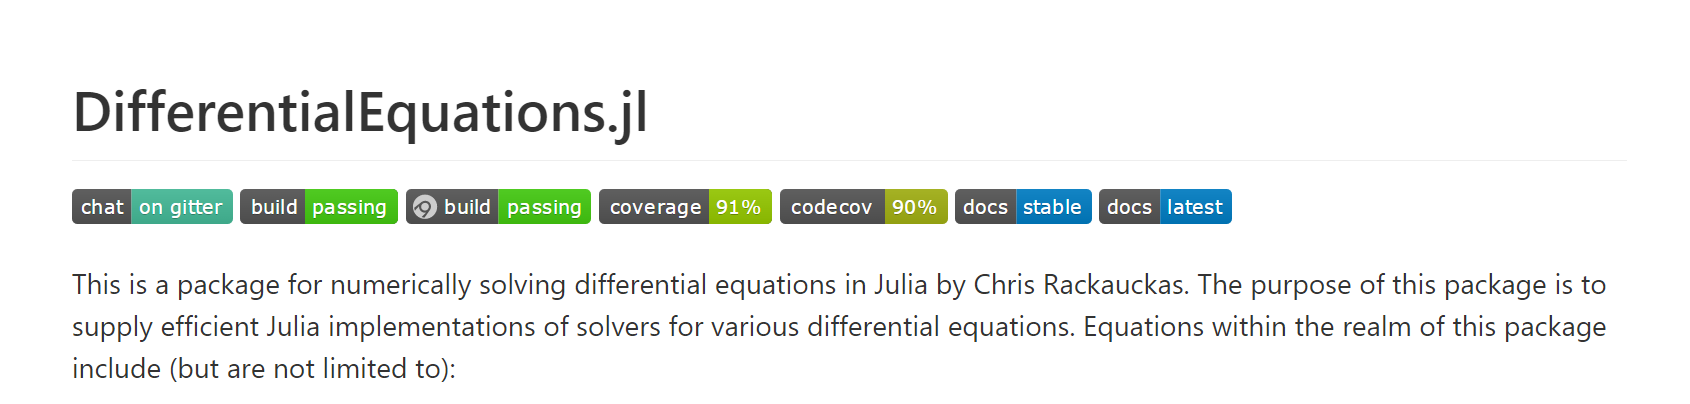 DifferentialEquations.jl
chat on gitter build passing build passing coverage 91% codecov 90% docs stable docs latest
This is a package for numerically solving differential equations in Julia by Chris Rackauckas. The purpose of this package is to
supply efficient Julia implementations of solvers for various differential equations. Equations within the realm of this package
include (but are not limited to):